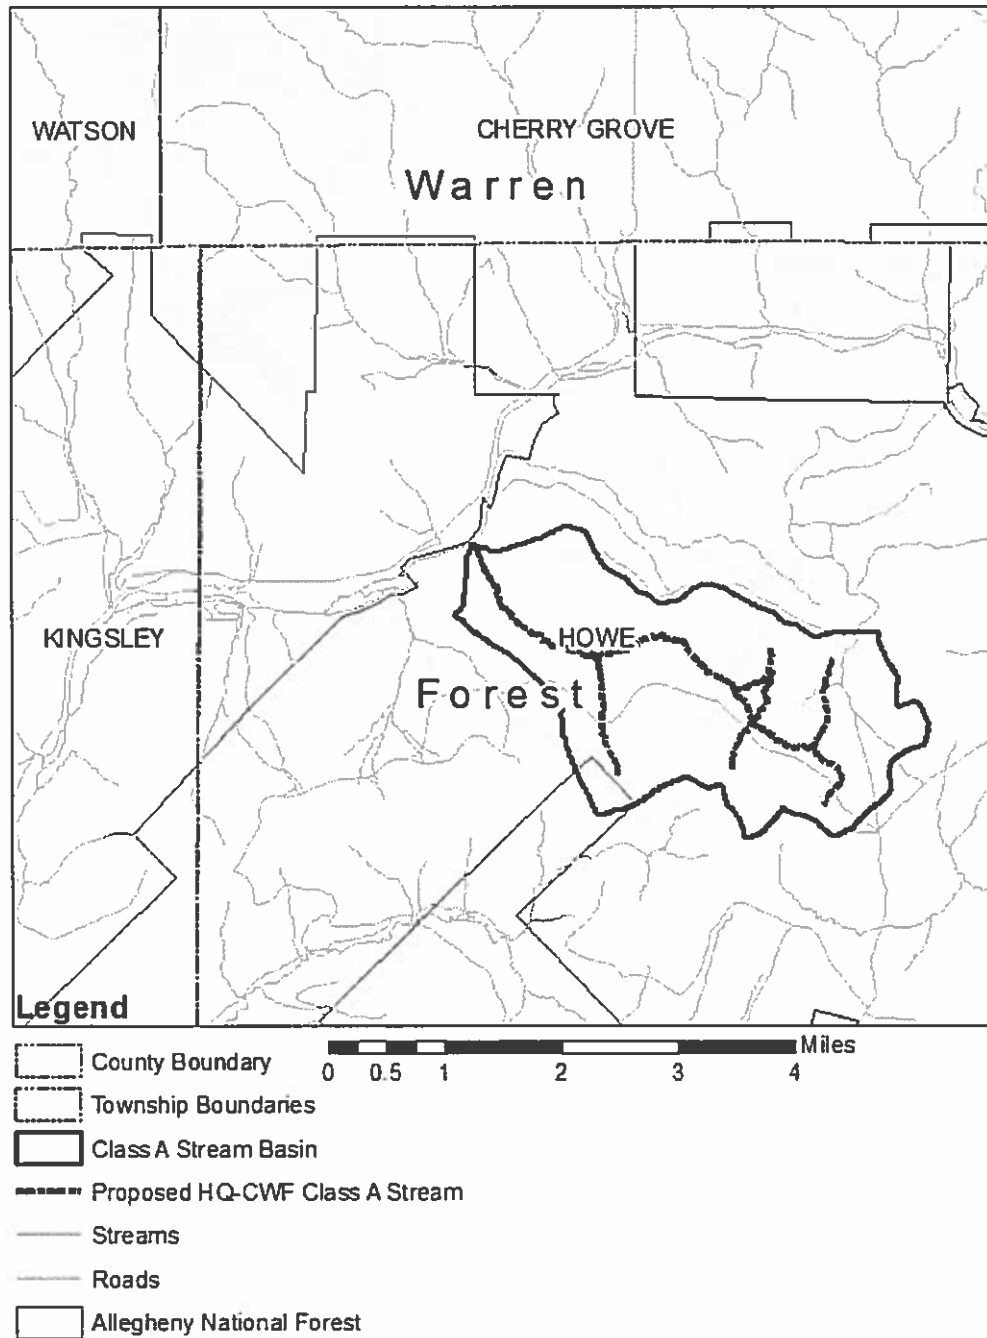 WATSON
CHERRY GROVE
Warren
KINGSLEY
HOWE
Forest
Legend
County Boundary
Township Boundaries
Class A Stream Basin
Proposed HQ-CWF Class A Stream
Streams
Roads
Allegheny National Forest
Miles
0 0.5 1 2 3 4